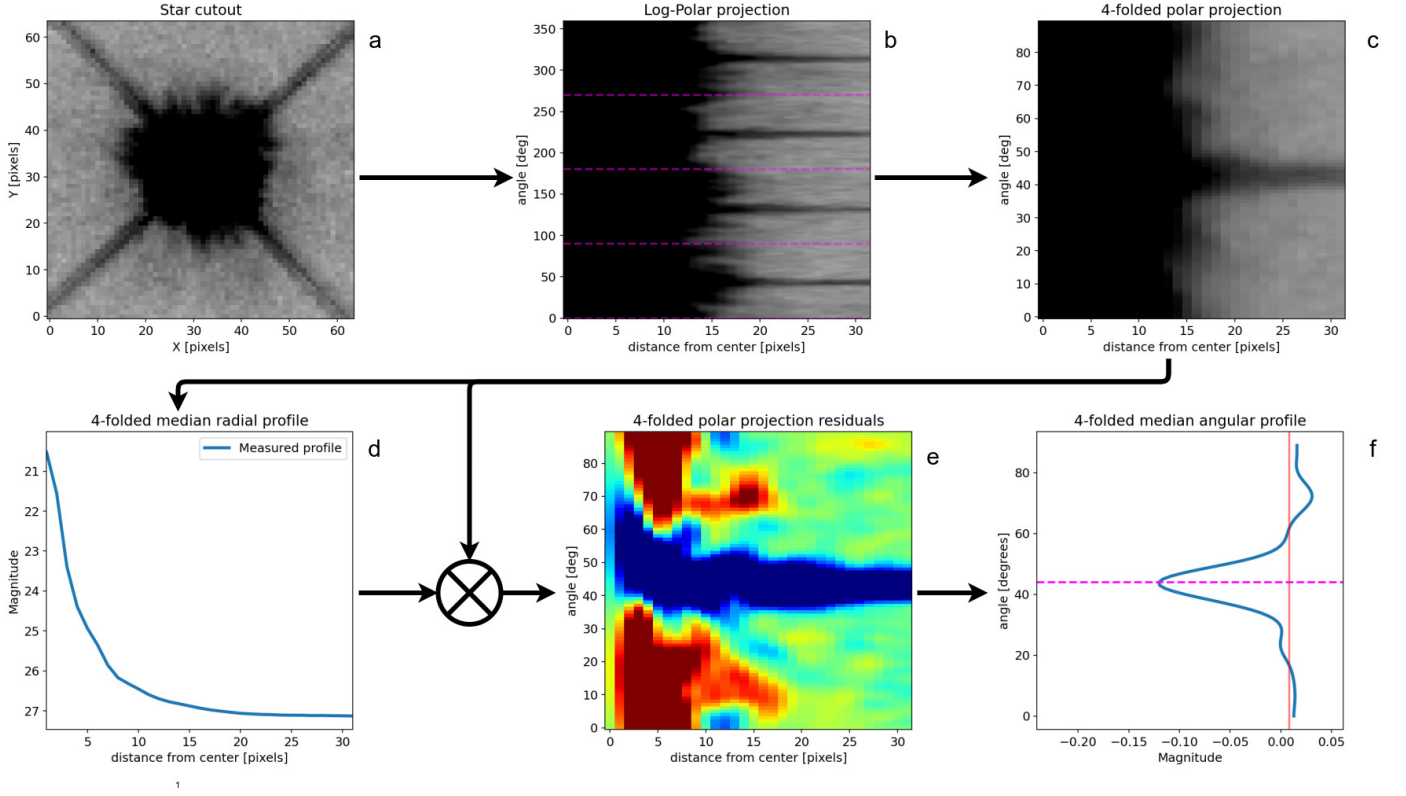 Star cutout
a
60
50
40
30
20
10
0
Y [pixels]
0 10 20 30 40 50 60
X [pixels]
Log-Polar projection
b
350
300
250
200
150
100
50
0
angle [deg]
0 5 10 15 20 25 30
distance from center [pixels]
4-folded polar projection
c
80
70
60
50
40
30
20
10
0
angle [deg]
0 5 10 15 20 25 30
distance from center [pixels]
4-folded median radial profile
Measured profile
d
21
22
23
24
25
26
27
Magnitude
5 10 15 20 25 30
distance from center [pixels]
4-folded polar projection residuals
e
80
70
60
50
40
30
20
10
0
angle [deg]
0 5 10 15 20 25 30
distance from center [pixels]
4-folded median angular profile
f
80
60
40
20
0
angle [degrees]
−0.20 −0.15 −0.10 −0.05 0.00 0.05
Magnitude
1